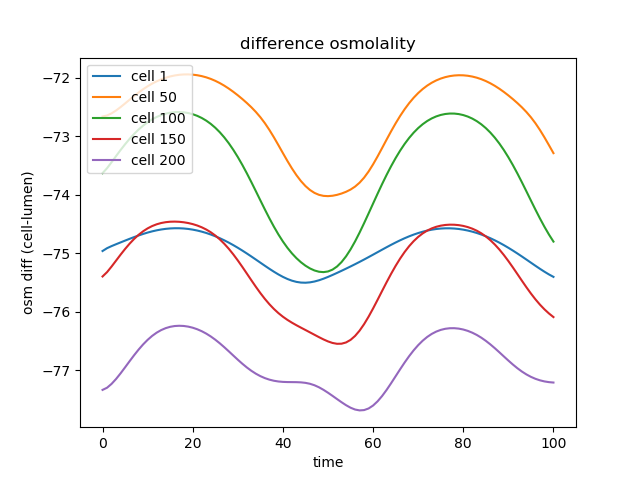 difference osmolality
cell 1
cell 50
cell 100
cell 150
cell 200
osm diff (cell-lumen)
−72
−73
−74
−75
−76
−77
0
20
40
60
80
100
time